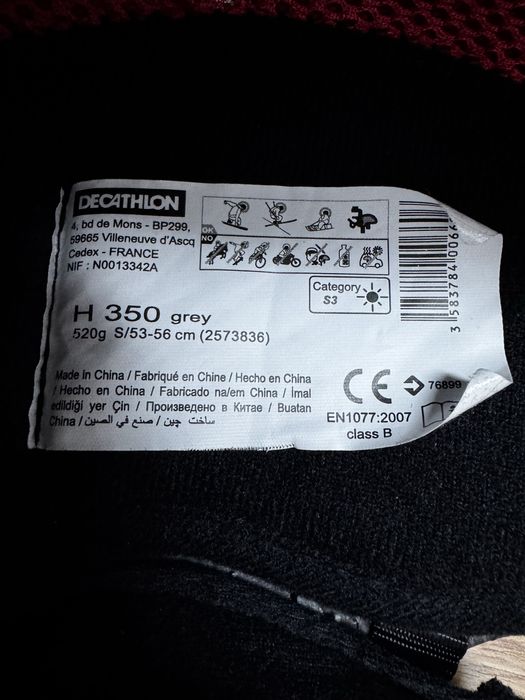 DECATHLON
4, bd de Mons - BP299,
59665 Villeneuve d'Ascq
Cedex - FRANCE
NIF : N0013342A
OK
NO
Category
S3
H 350 grey
520g S/53-56 cm (2573836)
Made in China / Fabriqué en Chine / Hecho en China
/ Hecho en China / Fabricado na/em China / İmal
edildiği yer Çin / Произведено в Китае / Buatan
China / ساخت چین / صنع في الصين
CE
76899
EN1077:2007
class B